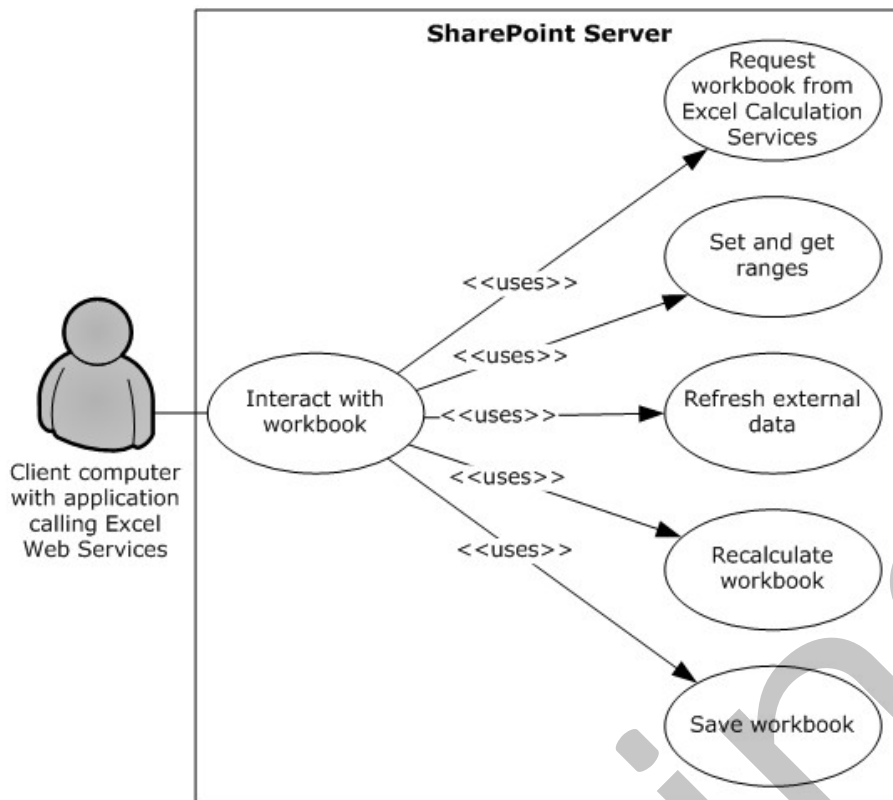 SharePoint Server
Request
workbook from
Excel Calculation
Services
Set and get
ranges
<<uses>>
<<uses>>
<<uses>>
<<uses>>
<<uses>>
Interact with
workbook
Refresh external
data
Client computer
with application
calling Excel
Web Services
Recalculate
workbook
Save workbook